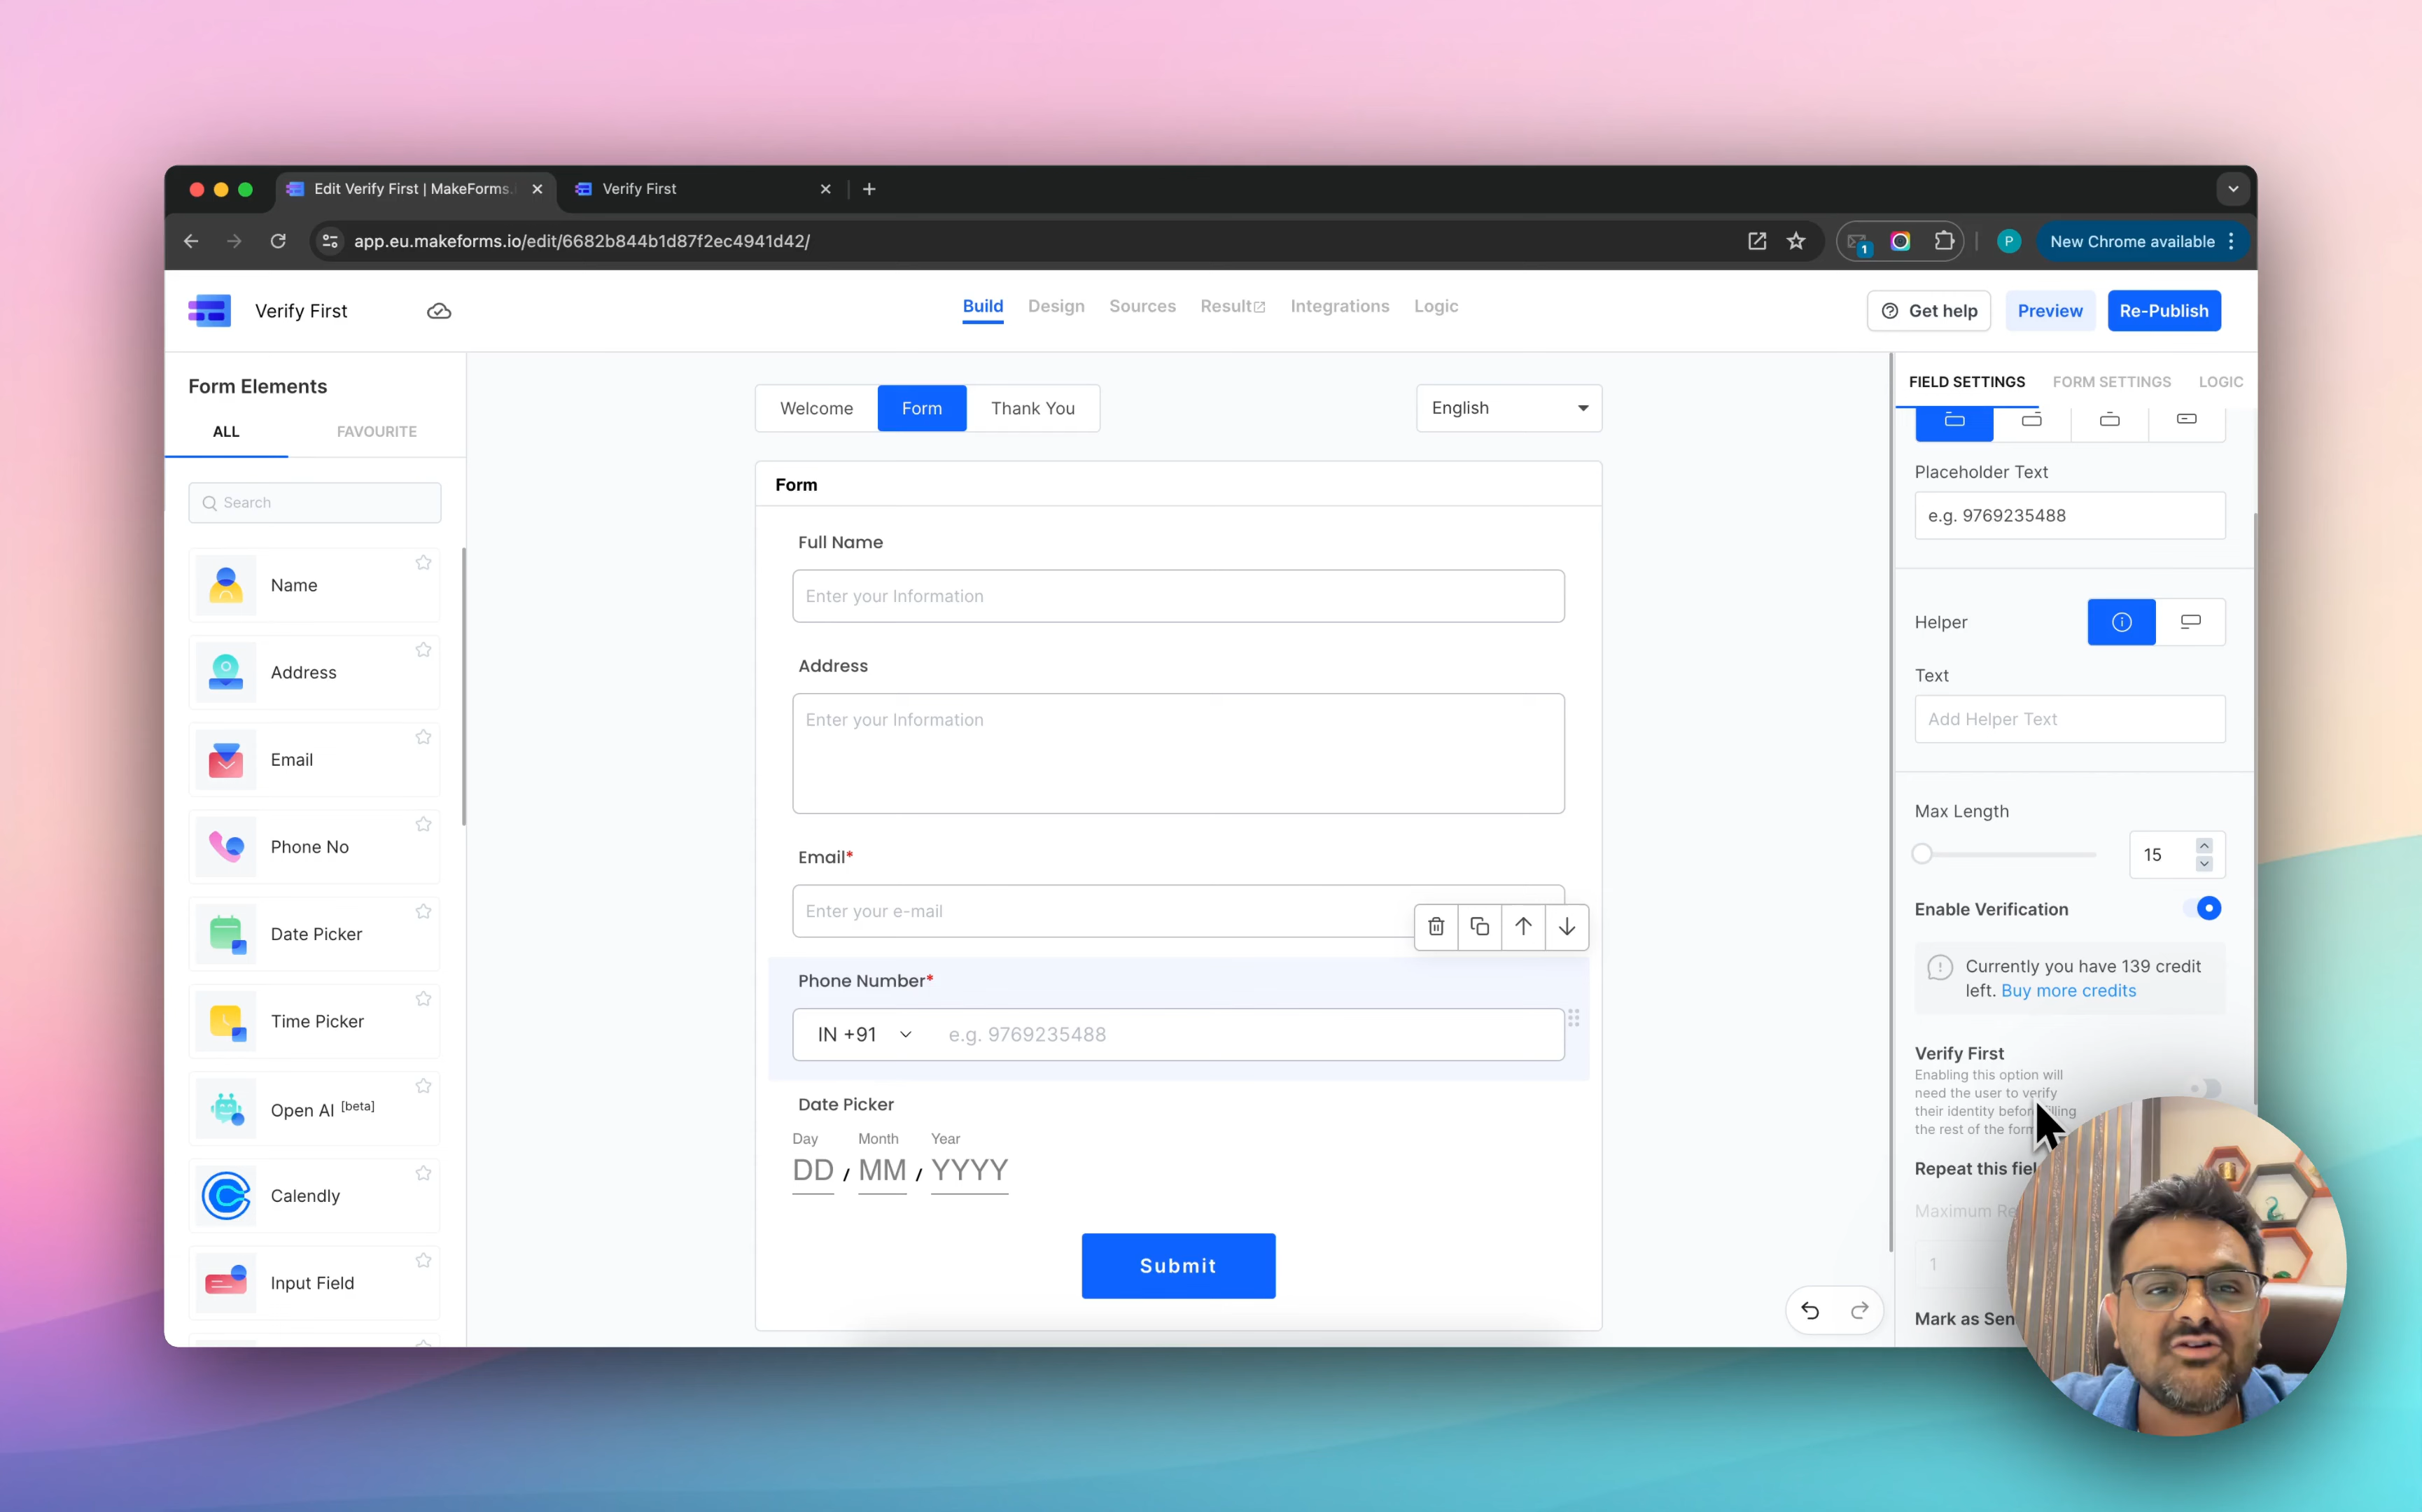 Edit Verify First | MakeForms.
Verify First
app.eu.makeforms.io/edit/6682b844b1d87f2ec4941d42/
1
P
New Chrome available
Verify First
Build
Design
Sources
Result
Integrations
Logic
Get help
Preview
Re-Publish
Form Elements
ALL
FAVOURITE
Search
Name
Address
Email
Phone No
Date Picker
Time Picker
Open AI [beta]
Calendly
Input Field
Welcome
Form
Thank You
English
Form
Full Name
Enter your Information
Address
Enter your Information
Email*
Enter your e-mail
Phone Number*
IN +91
e.g. 9769235488
Date Picker
Day
Month
Year
DD / MM / YYYY
Submit
FIELD SETTINGS
FORM SETTINGS
LOGIC
Placeholder Text
e.g. 9769235488
Helper
Text
Add Helper Text
Max Length
15
Enable Verification
Currently you have 139 credit
left. Buy more credits
Verify First
Enabling this option will
need the user to verify
their identity before filling
the rest of the form
Repeat this
Maximum
1
Mark as